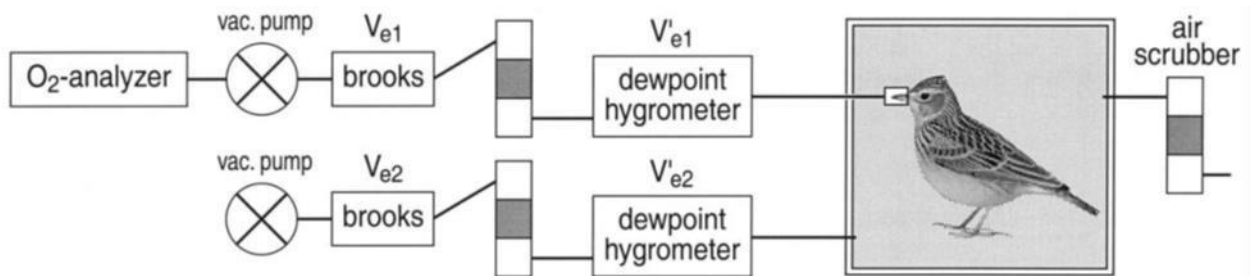 vac. pump
V_e1
V'_e1
air
scrubber
O₂-analyzer
brooks
dewpoint
hygrometer
vac. pump
V_e2
V'_e2
brooks
dewpoint
hygrometer